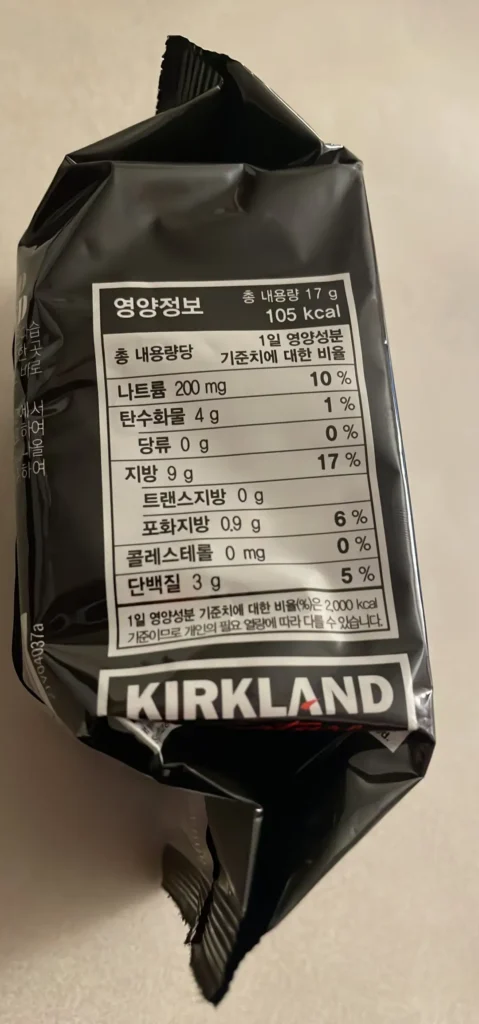 영양정보
총 내용량 17 g
105 kcal
총 내용량당
1일 영양성분
기준치에 대한 비율
나트륨 200 mg 10 %
탄수화물 4 g 1 %
당류 0 g 0 %
지방 9 g 17 %
트랜스지방 0 g
포화지방 0.9 g 6 %
콜레스테롤 0 mg 0 %
단백질 3 g 5 %
1일 영양성분 기준치에 대한 비율(%)은 2,000 kcal
기준이므로 개인의 필요 열량에 따라 다를 수 있습니다.
KIRKLAND